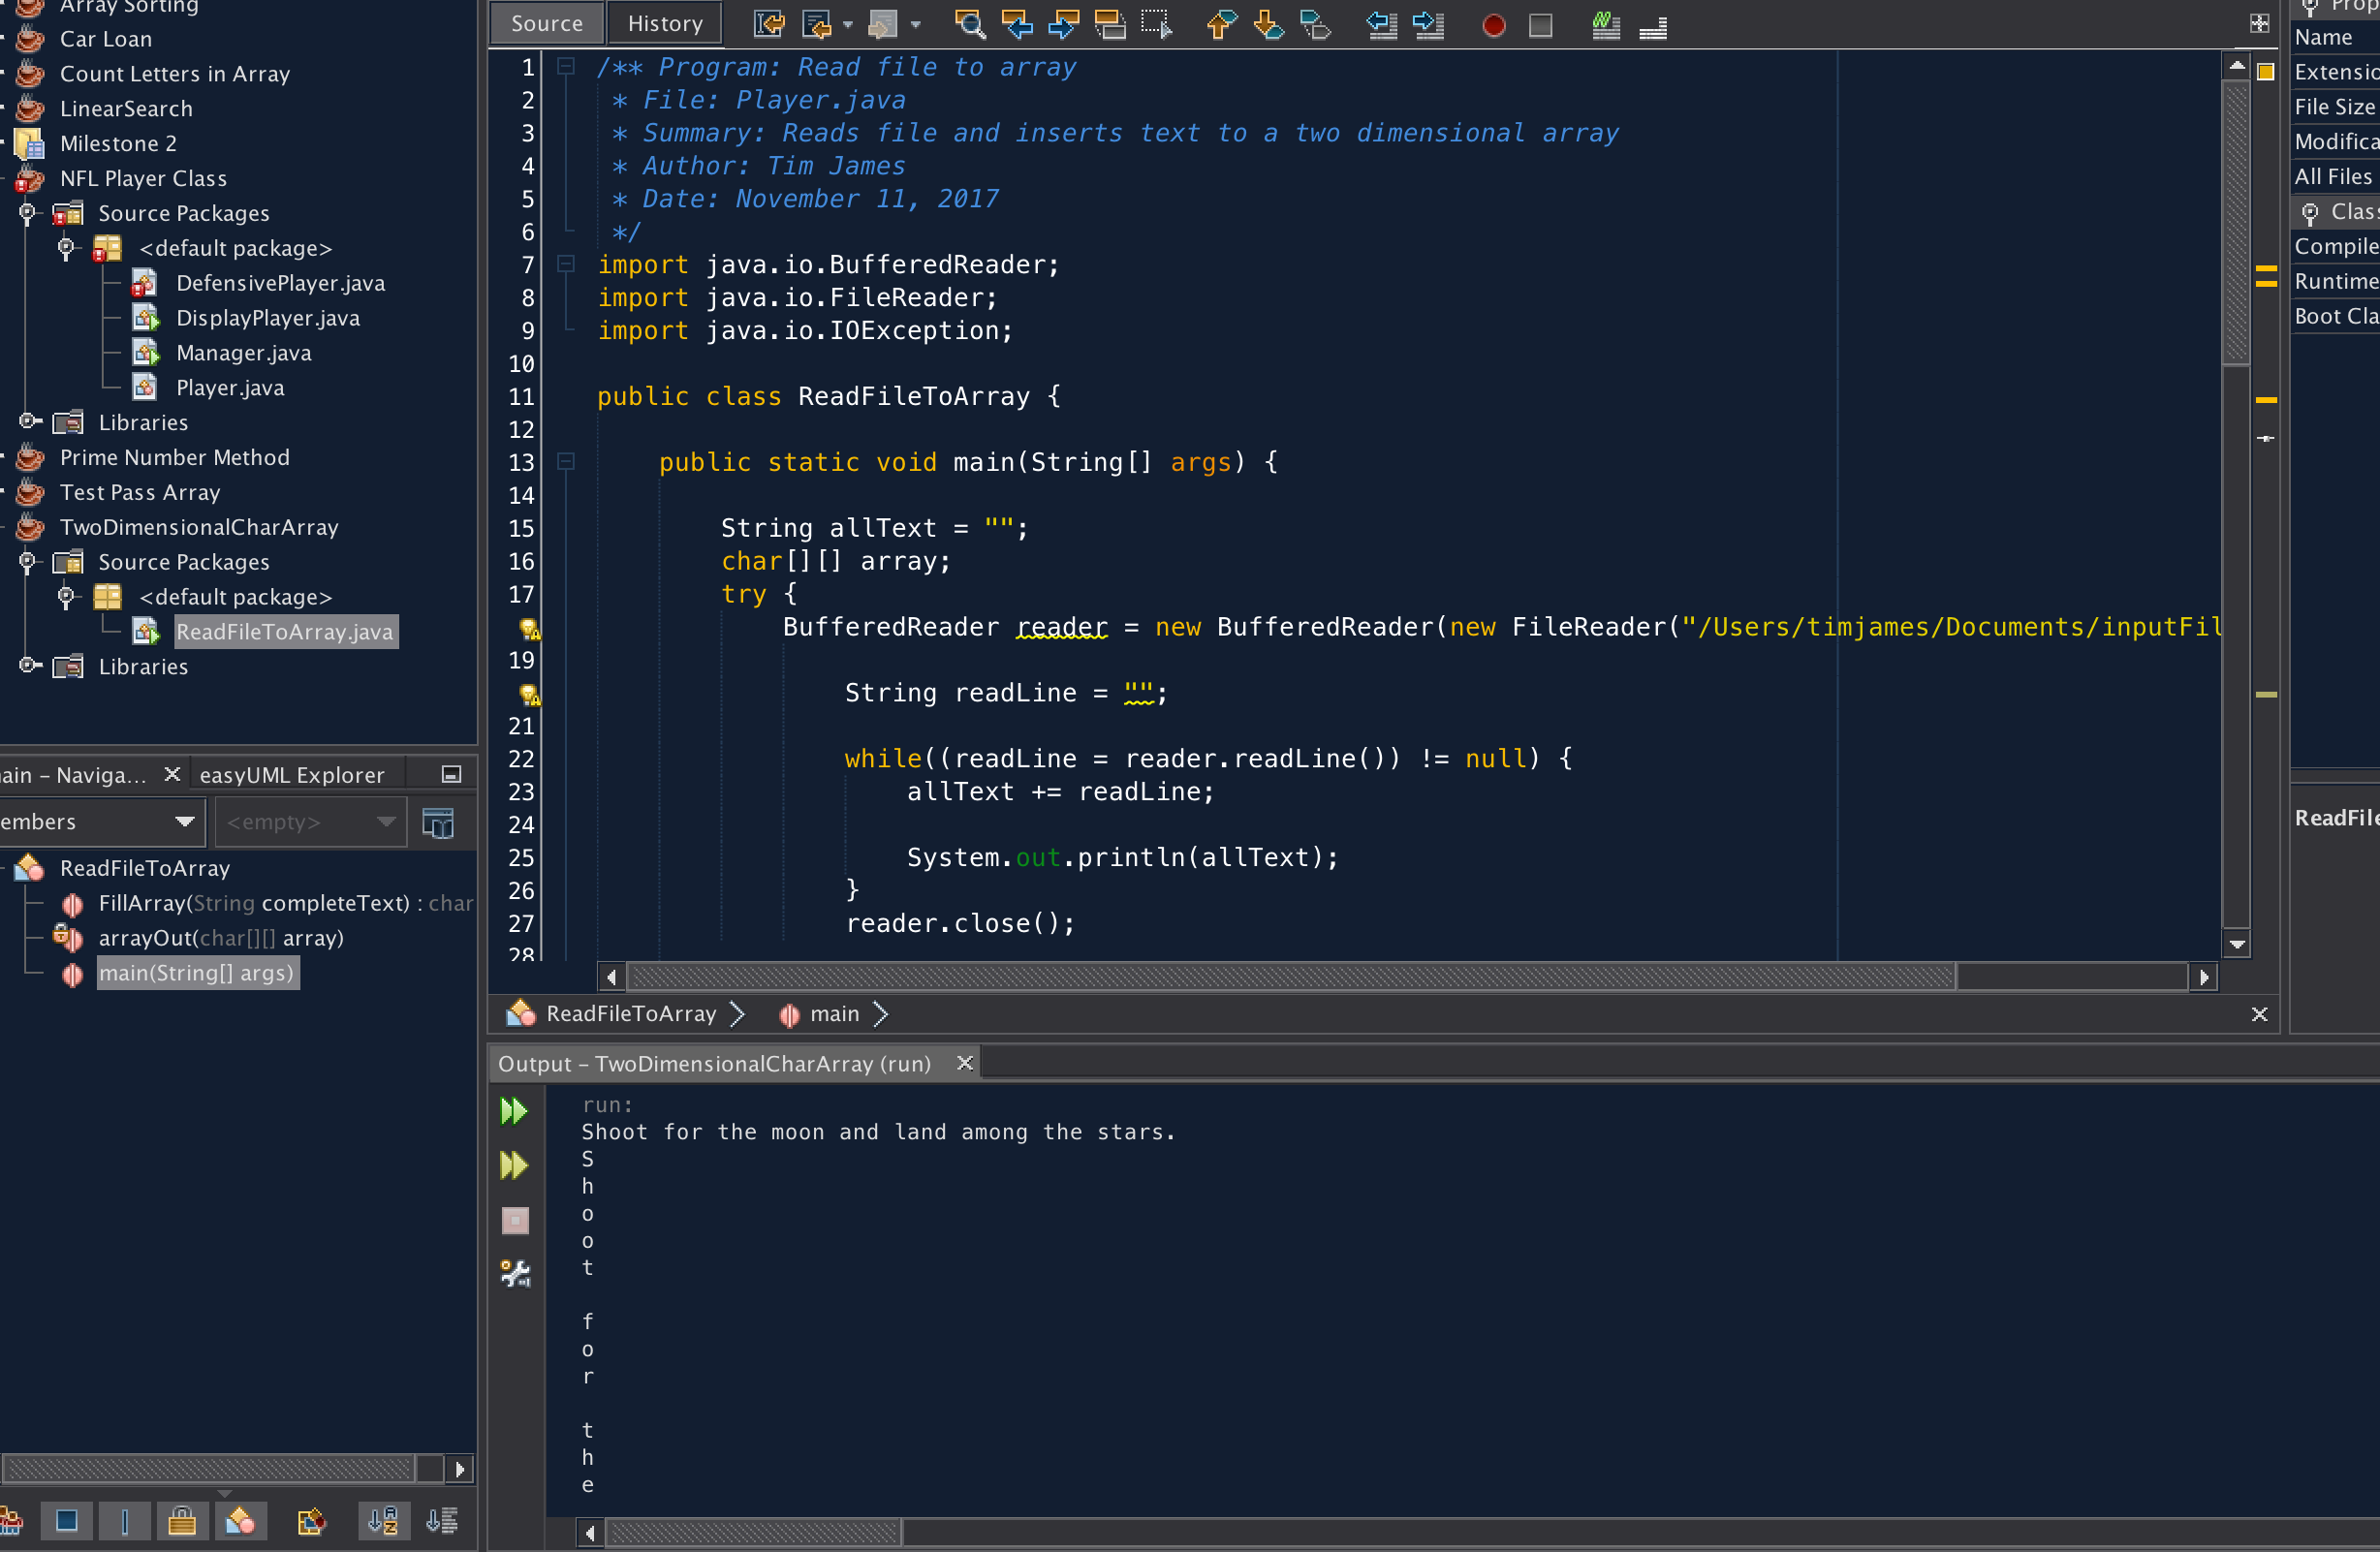 Array Sorting
Car Loan
Count Letters in Array
LinearSearch
Milestone 2
NFL Player Class
Source Packages
<default package>
DefensivePlayer.java
DisplayPlayer.java
Manager.java
Player.java
Libraries
Prime Number Method
Test Pass Array
TwoDimensionalCharArray
Source Packages
<default package>
ReadFileToArray.java
Libraries
ain - Naviga... easyUML Explorer
embers <empty>
ReadFileToArray
FillArray(String completeText) : char
arrayOut(char[][] array)
main(String[] args)
Source History
1 /** Program: Read file to array
2 * File: Player.java
3 * Summary: Reads file and inserts text to a two dimensional array
4 * Author: Tim James
5 * Date: November 11, 2017
6 */
7 import java.io.BufferedReader;
8 import java.io.FileReader;
9 import java.io.IOException;
10
11 public class ReadFileToArray {
12
13 public static void main(String[] args) {
14
15 String allText = "";
16 char[][] array;
17 try {
BufferedReader reader = new BufferedReader(new FileReader("/Users/timjames/Documents/inputFil
19
String readLine = "";
21
22 while((readLine = reader.readLine()) != null) {
23 allText += readLine;
24
25 System.out.println(allText);
26 }
27 reader.close();
28
ReadFileToArray main
Output - TwoDimensionalCharArray (run)
run:
Shoot for the moon and land among the stars.
S
h
o
o
t
f
o
r
t
h
e
Prop
Name
Extensio
File Size
Modifica
All Files
Clas
Compile
Runtime
Boot Cla
ReadFile